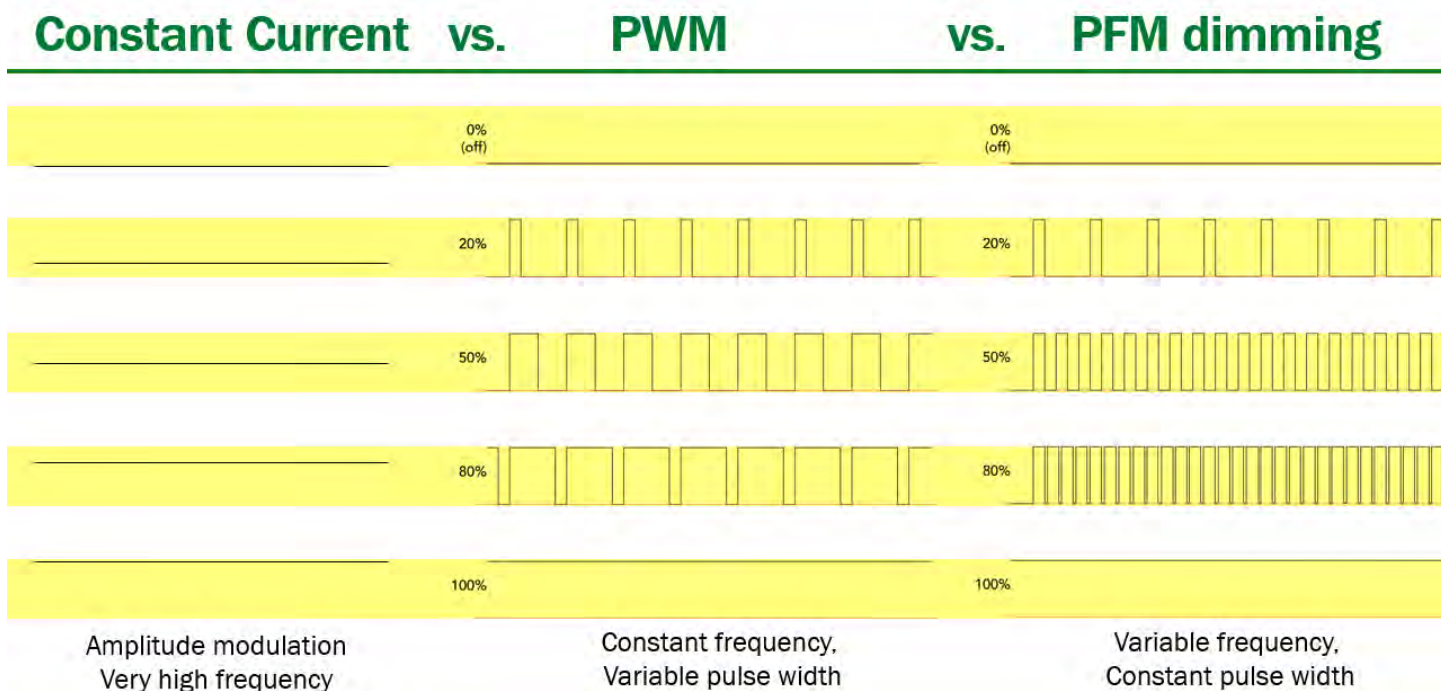 Constant Current vs. PWM vs. PFM dimming
0%
(off)
0%
(off)
20%
20%
50%
50%
80%
80%
100%
100%
Amplitude modulation
Very high frequency
Constant frequency,
Variable pulse width
Variable frequency,
Constant pulse width